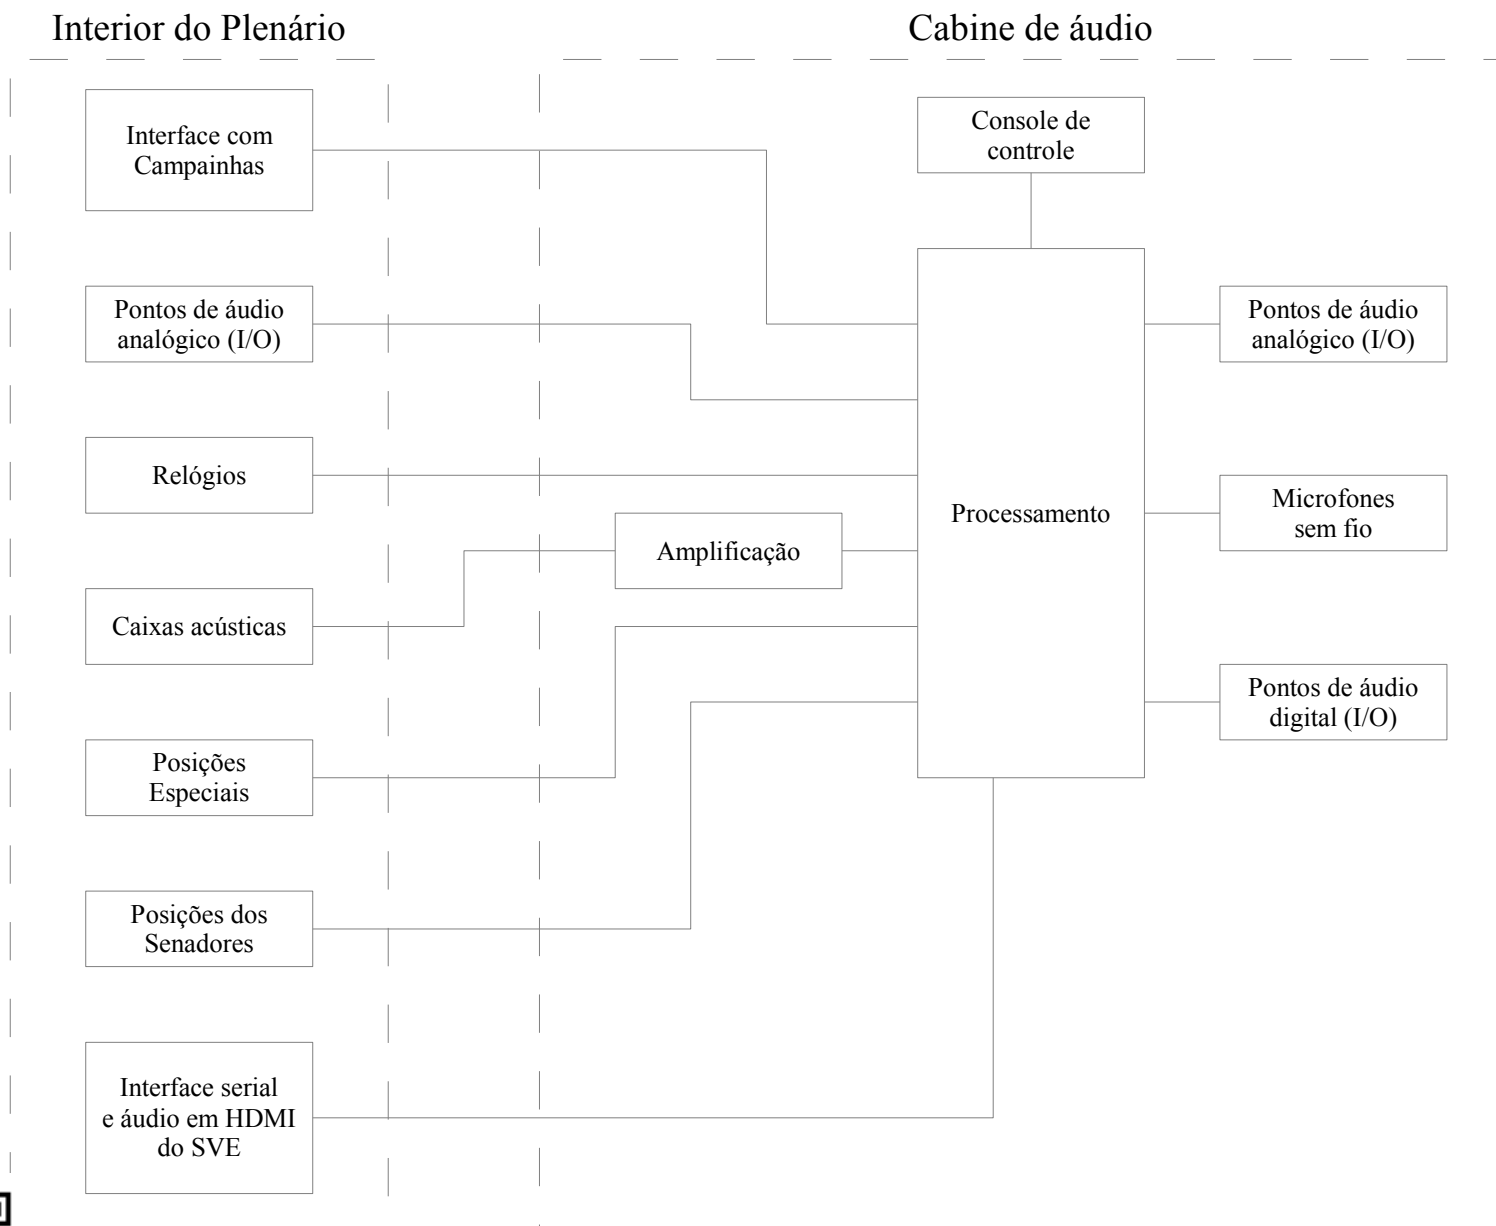 Interior do Plenário
Cabine de áudio
Interface com
Campainhas
Console de
controle
Pontos de áudio
analógico (I/O)
Pontos de áudio
analógico (I/O)
Relógios
Processamento
Microfones
sem fio
Amplificação
Caixas acústicas
Pontos de áudio
digital (I/O)
Posições
Especiais
Posições dos
Senadores
Interface serial
e áudio em HDMI
do SVE